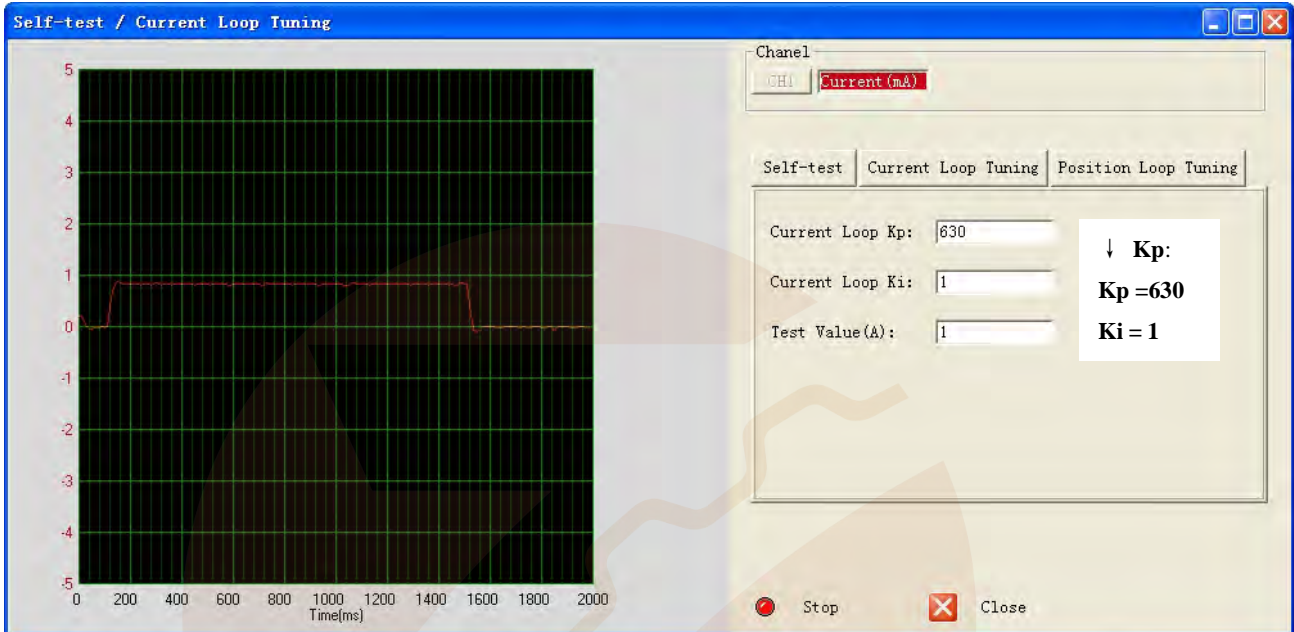 Self-test / Current Loop Tuning
Chanel
CH1 Current(mA)
Self-test Current Loop Tuning Position Loop Tuning
Current Loop Kp: 630
Current Loop Ki: 1
Test Value(A): 1
↓ Kp:
Kp =630
Ki = 1
5
4
3
2
1
0
-1
-2
-3
-4
-5
0 200 400 600 800 1000 1200 1400 1600 1800 2000
Time(ms)
Stop Close